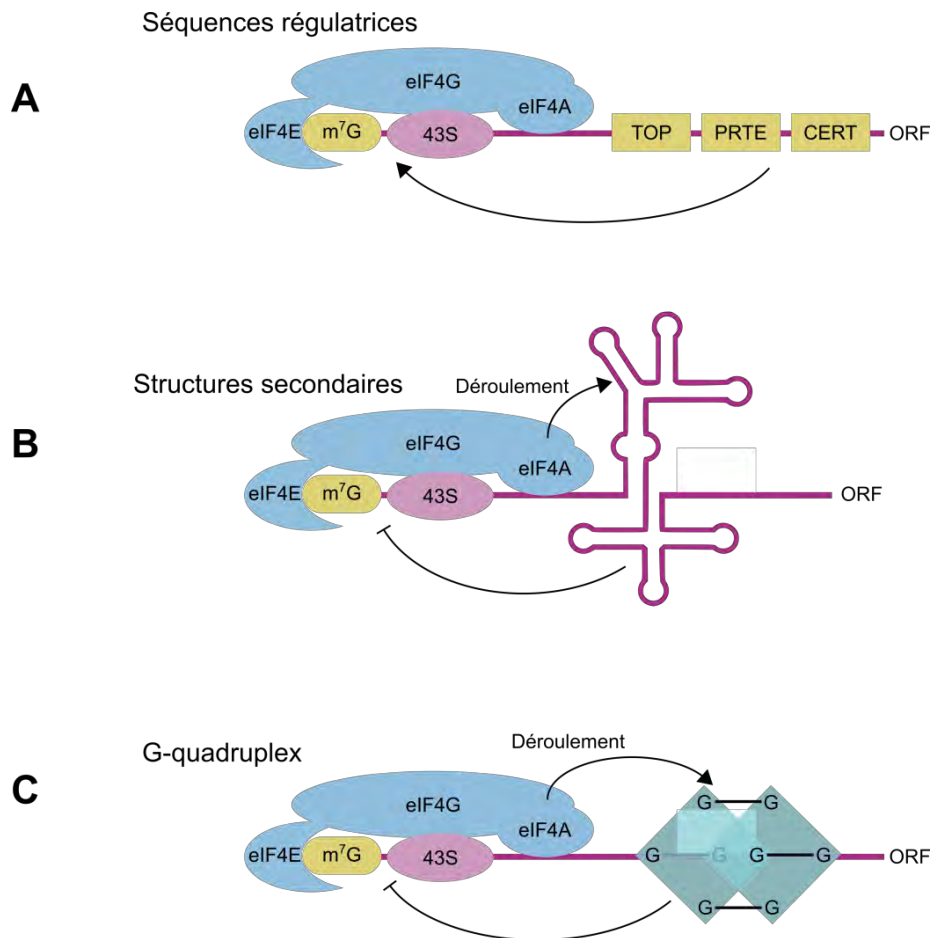 Séquences régulatrices
A
eIF4G
eIF4E
m⁷G
43S
eIF4A
TOP
PRTE
CERT
ORF
Structures secondaires
Déroulement
B
eIF4G
eIF4E
m⁷G
43S
eIF4A
ORF
G-quadruplex
Déroulement
C
eIF4G
eIF4E
m⁷G
43S
eIF4A
G G
G G G G
G G
ORF